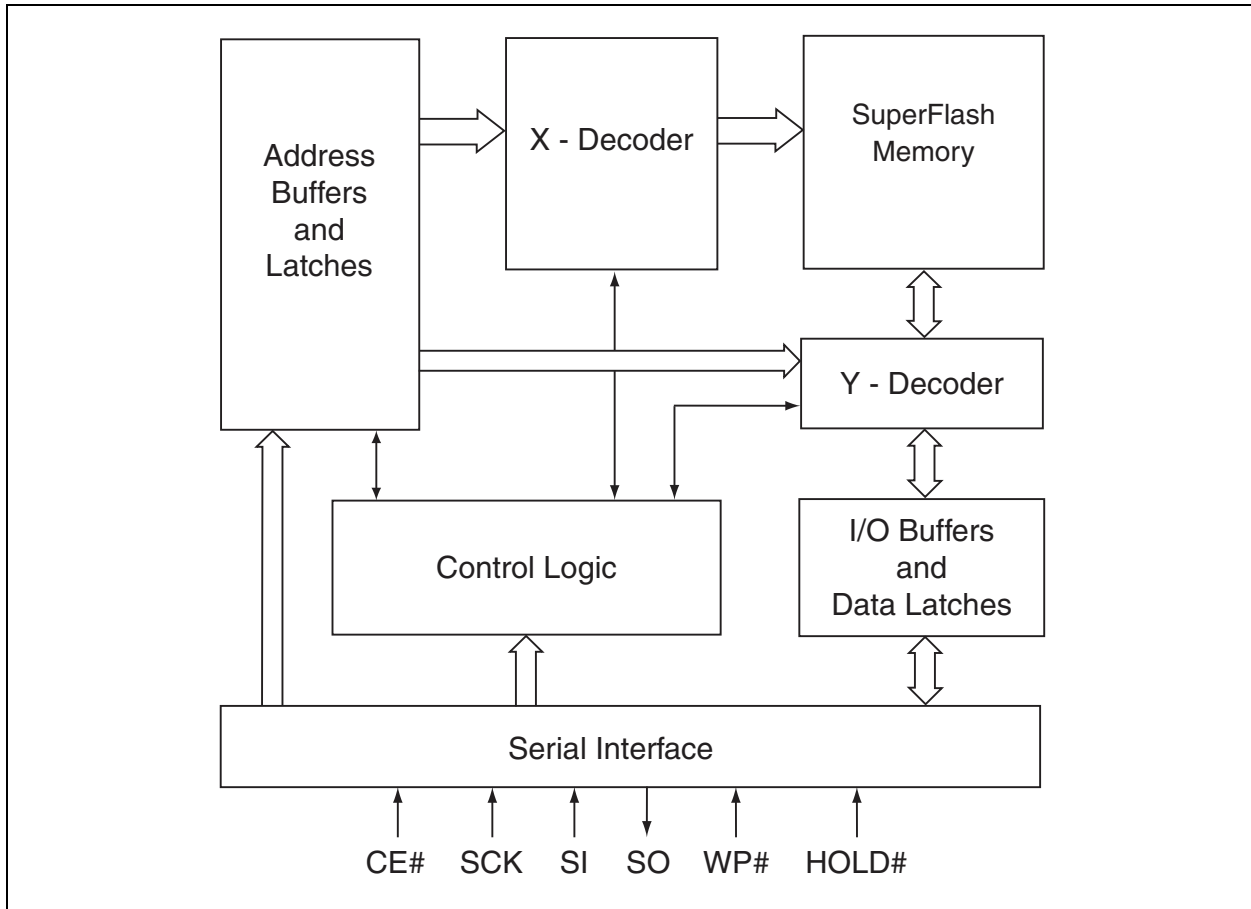 Address
Buffers
and
Latches
X - Decoder
SuperFlash
Memory
Y - Decoder
Control Logic
I/O Buffers
and
Data Latches
Serial Interface
CE# SCK SI SO WP# HOLD#